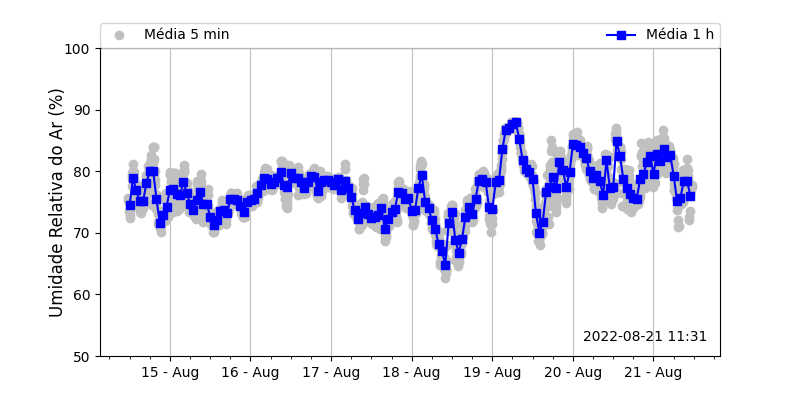 Média 5 min
Média 1 h
Umidade Relativa do Ar (%)
100
90
80
70
60
50
2022-08-21 11:31
15 - Aug
16 - Aug
17 - Aug
18 - Aug
19 - Aug
20 - Aug
21 - Aug